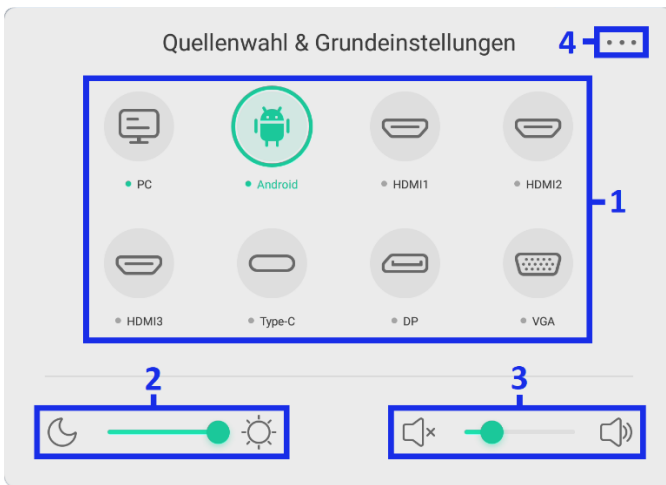 Quellenwahl & Grundeinstellungen 4
PC Android HDMI1 HDMI2
1
HDMI3 Type-C DP VGA
2 3